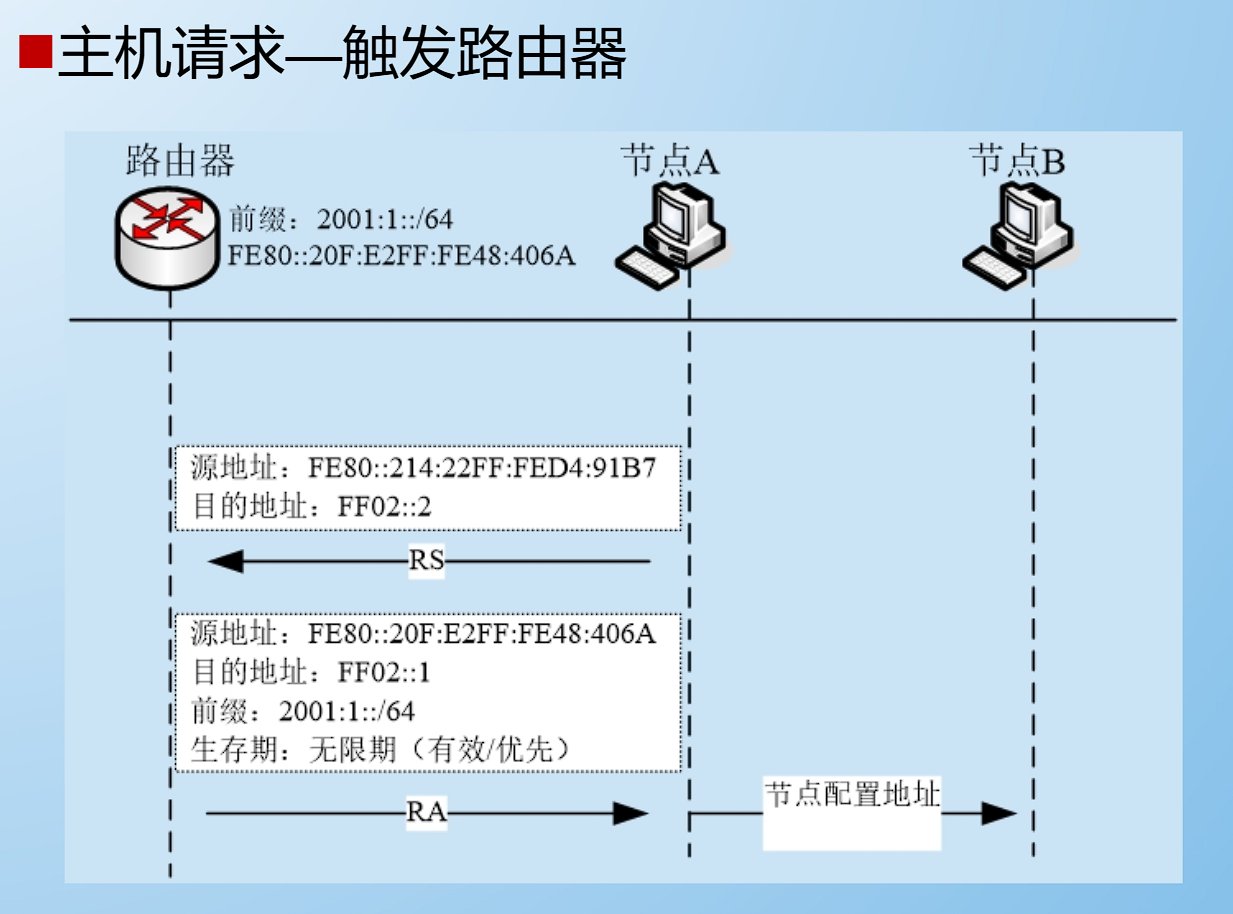 主机请求—触发路由器
路由器
节点A
节点B
前缀：2001:1::/64
FE80::20F:E2FF:FE48:406A
源地址：FE80::214:22FF:FED4:91B7
目的地址：FF02::2
RS
源地址：FE80::20F:E2FF:FE48:406A
目的地址：FF02::1
前缀：2001:1::/64
生存期：无限期（有效/优先）
节点配置地址
RA